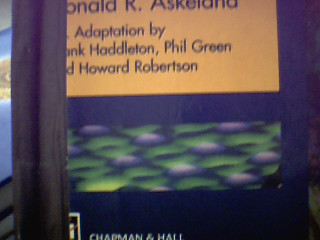 onald R. Askeland
. Adaptation by
ank Haddleton, Phil Green
d Howard Robertson
CHAPMAN & HALL